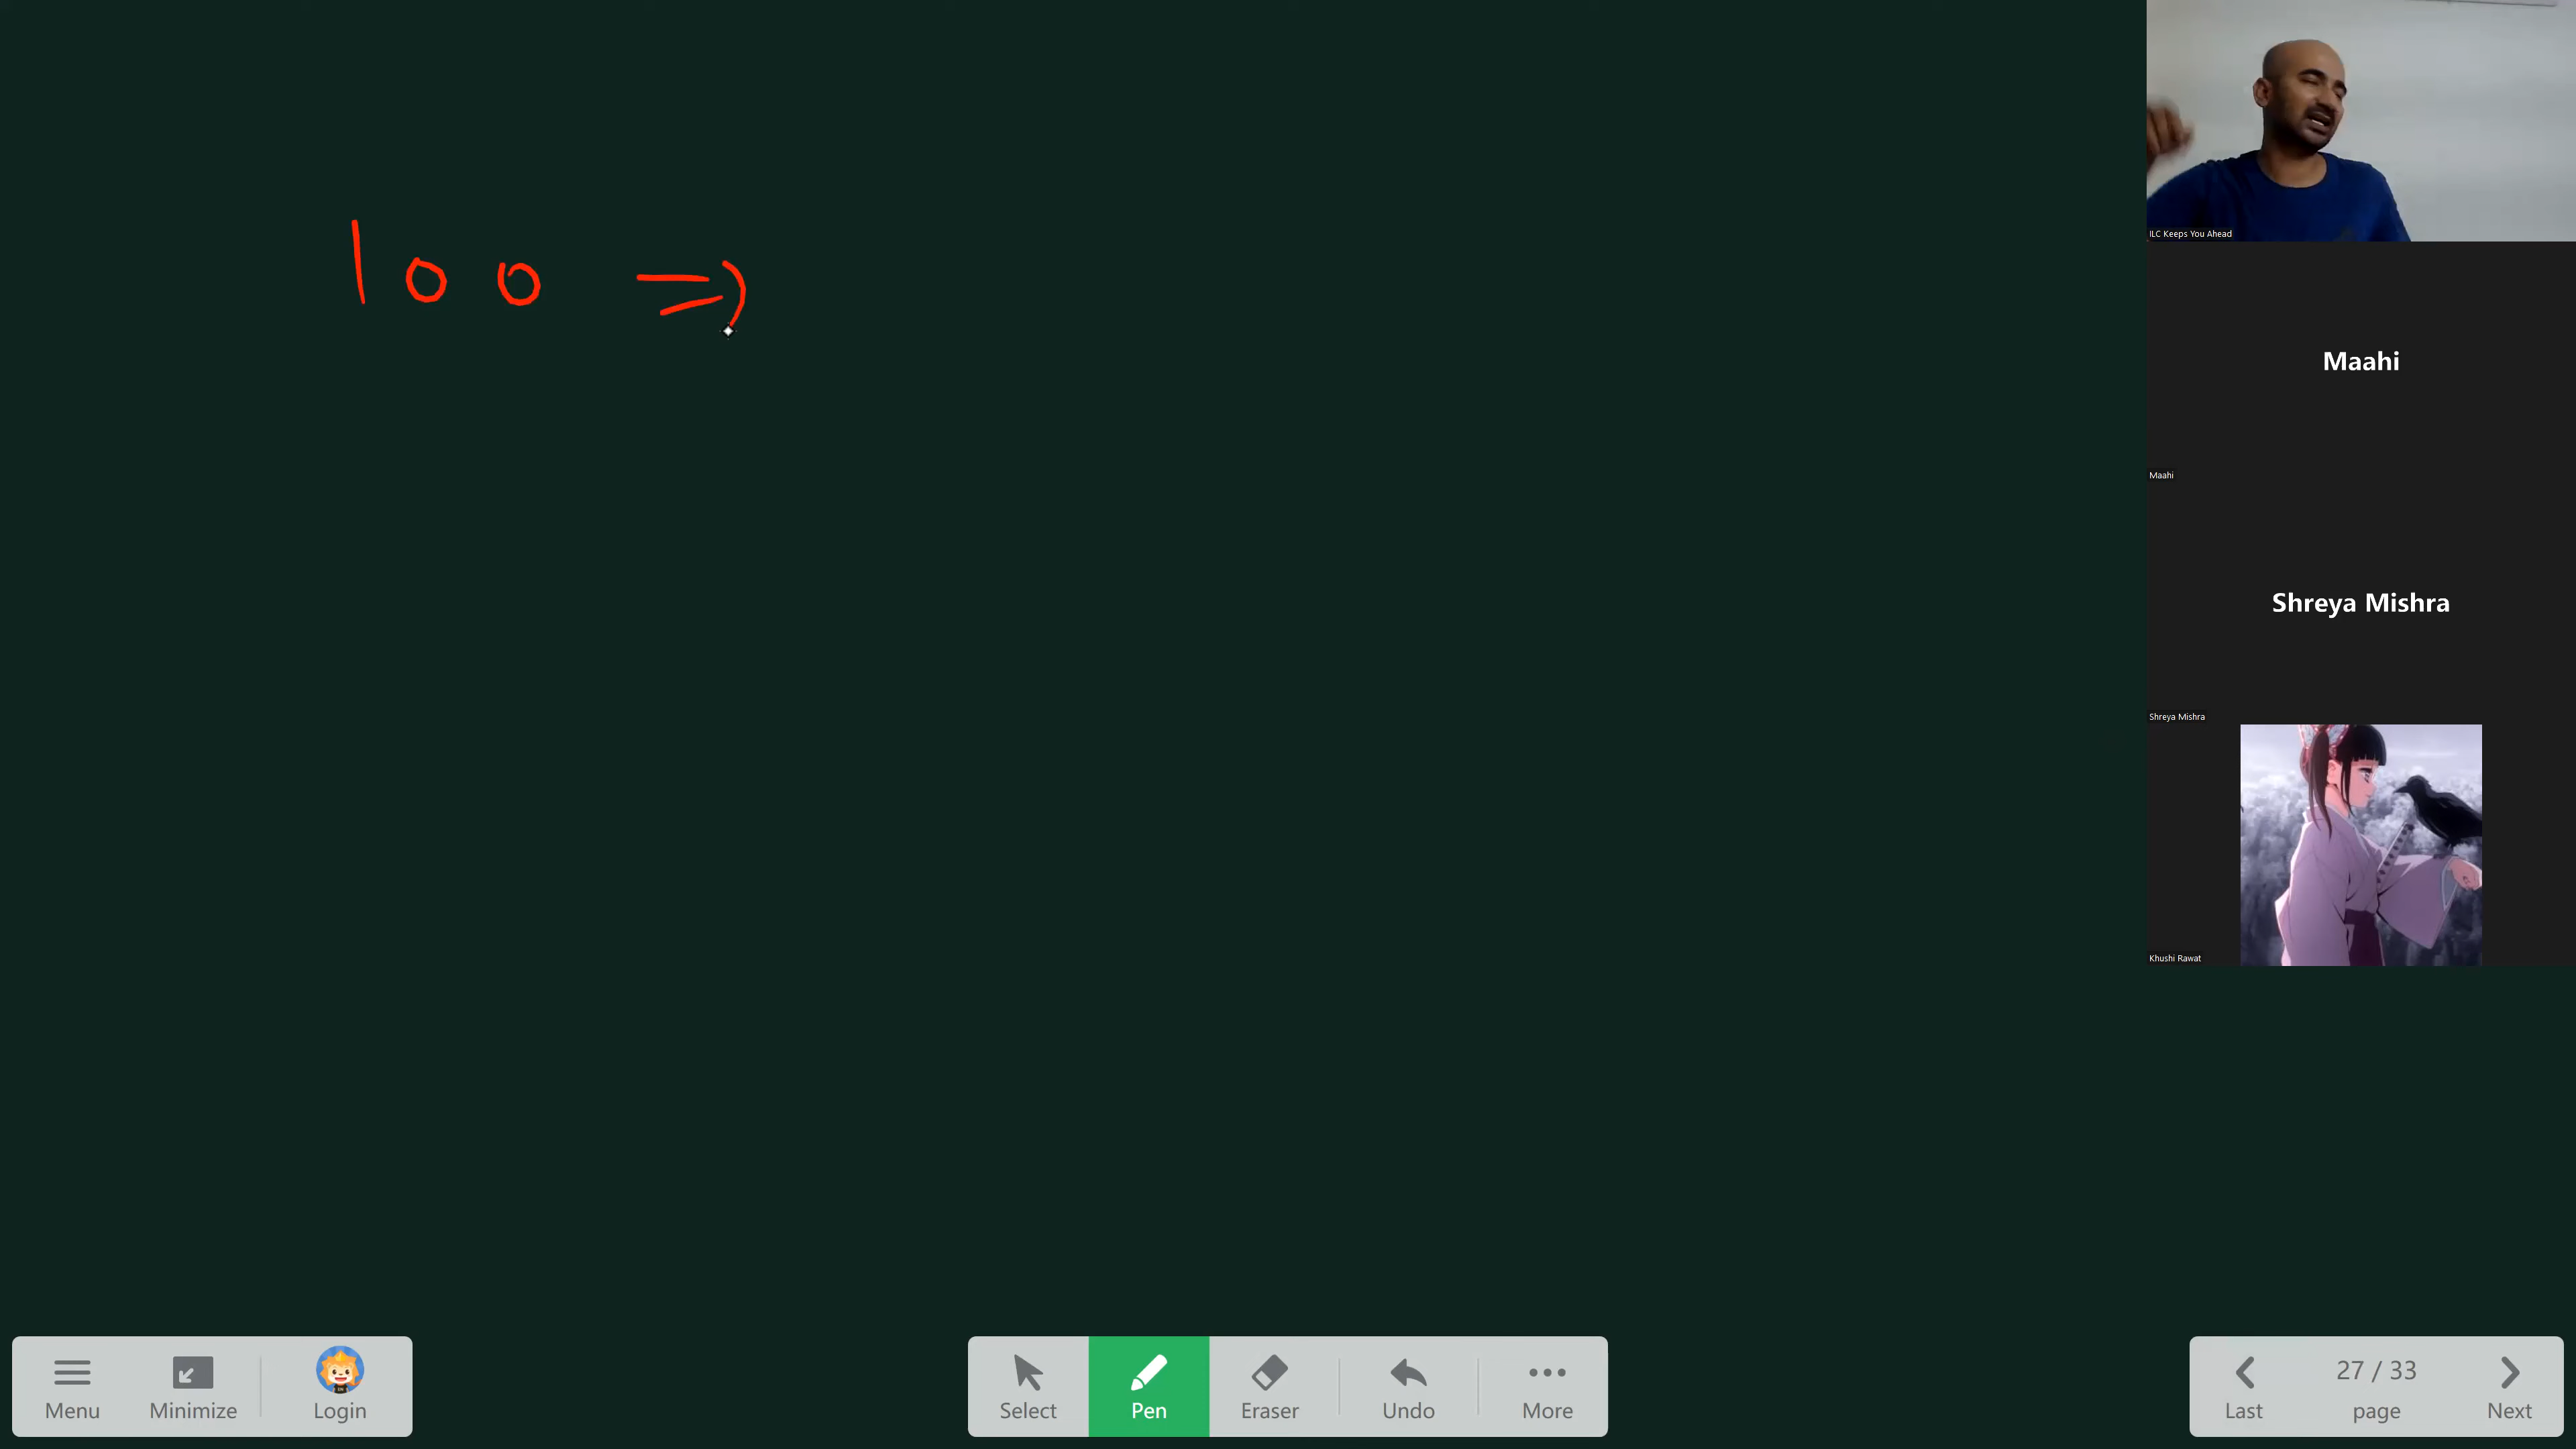 100 ⇒
ILC Keeps You Ahead
Maahi
Maahi
Shreya Mishra
Shreya Mishra
Khushi Rawat
Menu
Minimize
Login
Select
Pen
Eraser
Undo
More
Last
27 / 33
page
Next